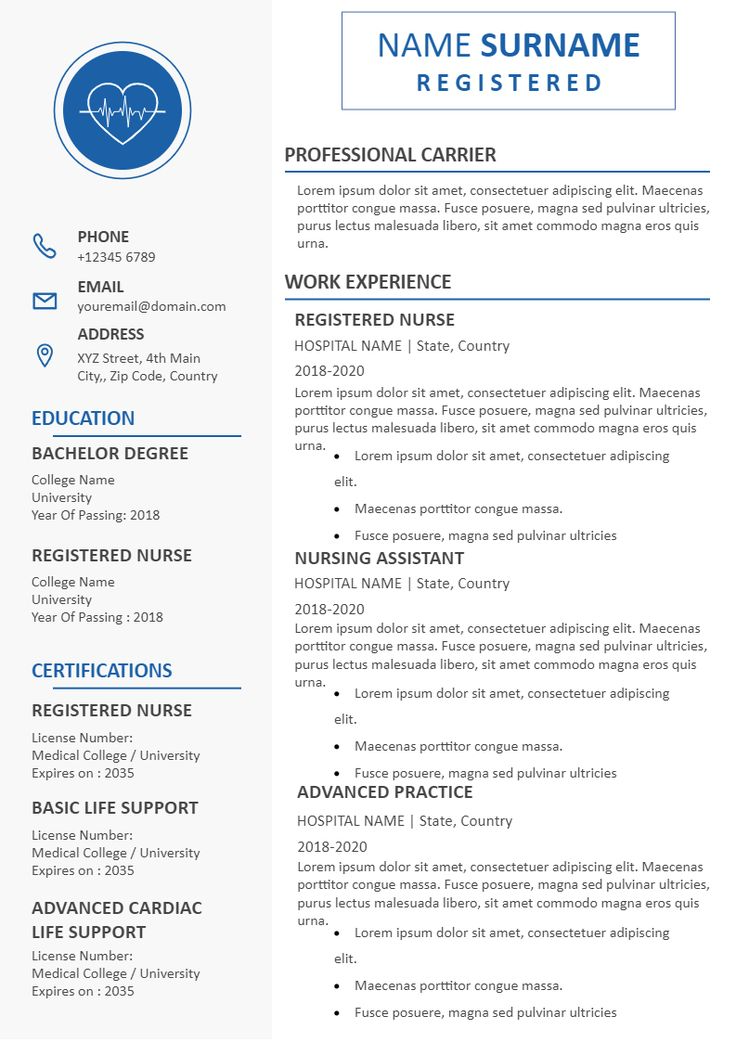 NAME SURNAME
REGISTERED
PHONE
+12345 6789
EMAIL
youremail@domain.com
ADDRESS
XYZ Street, 4th Main
City,, Zip Code, Country
EDUCATION
BACHELOR DEGREE
College Name
University
Year Of Passing: 2018
REGISTERED NURSE
College Name
University
Year Of Passing : 2018
CERTIFICATIONS
REGISTERED NURSE
License Number:
Medical College / University
Expires on : 2035
BASIC LIFE SUPPORT
License Number:
Medical College / University
Expires on : 2035
ADVANCED CARDIAC
LIFE SUPPORT
License Number:
Medical College / University
Expires on : 2035
PROFESSIONAL CARRIER
Lorem ipsum dolor sit amet, consectetuer adipiscing elit. Maecenas
porttitor congue massa. Fusce posuere, magna sed pulvinar ultricies,
purus lectus malesuada libero, sit amet commodo magna eros quis
urna.
WORK EXPERIENCE
REGISTERED NURSE
HOSPITAL NAME | State, Country
2018-2020
Lorem ipsum dolor sit amet, consectetuer adipiscing elit. Maecenas
porttitor congue massa. Fusce posuere, magna sed pulvinar ultricies,
purus lectus malesuada libero, sit amet commodo magna eros quis
urna.
• Lorem ipsum dolor sit amet, consectetuer adipiscing
elit.
• Maecenas porttitor congue massa.
• Fusce posuere, magna sed pulvinar ultricies
NURSING ASSISTANT
HOSPITAL NAME | State, Country
2018-2020
Lorem ipsum dolor sit amet, consectetuer adipiscing elit. Maecenas
porttitor congue massa. Fusce posuere, magna sed pulvinar ultricies,
purus lectus malesuada libero, sit amet commodo magna eros quis
urna.
• Lorem ipsum dolor sit amet, consectetuer adipiscing
elit.
• Maecenas porttitor congue massa.
• Fusce posuere, magna sed pulvinar ultricies
ADVANCED PRACTICE
HOSPITAL NAME | State, Country
2018-2020
Lorem ipsum dolor sit amet, consectetuer adipiscing elit. Maecenas
porttitor congue massa. Fusce posuere, magna sed pulvinar ultricies,
purus lectus malesuada libero, sit amet commodo magna eros quis
urna.
• Lorem ipsum dolor sit amet, consectetuer adipiscing
elit.
• Maecenas porttitor congue massa.
• Fusce posuere, magna sed pulvinar ultricies